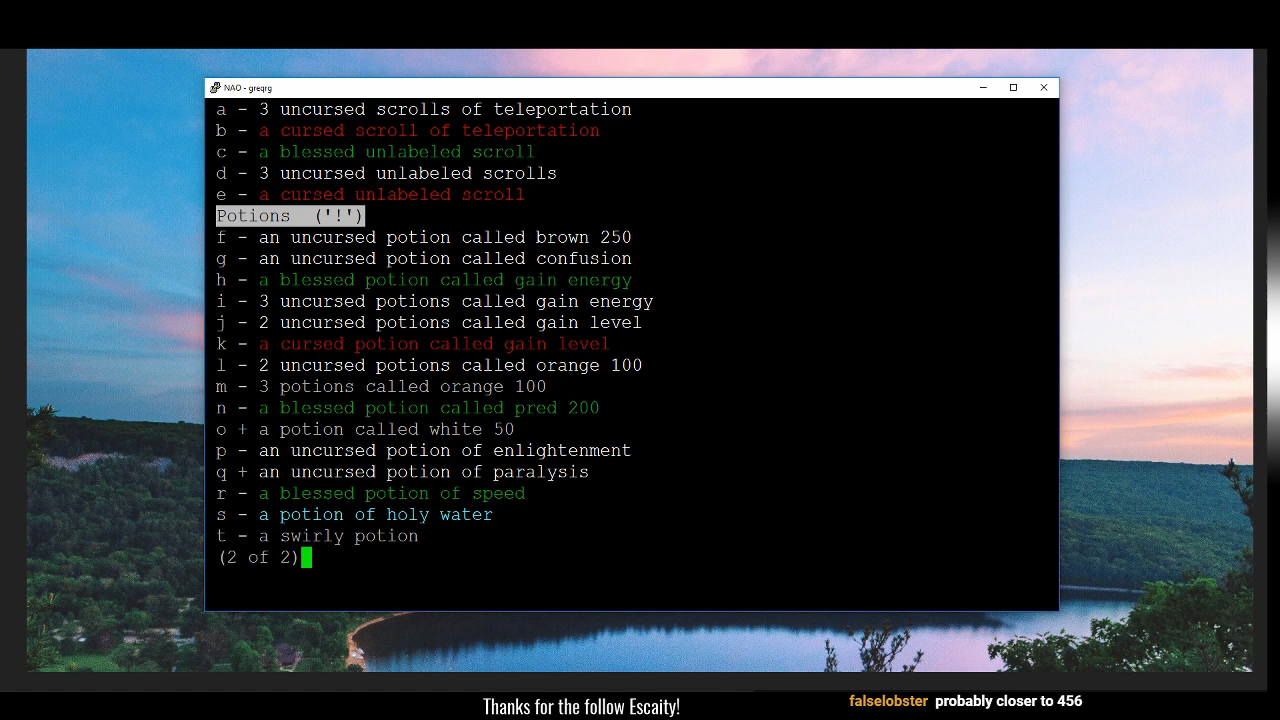 NAO - greqrg
a - 3 uncursed scrolls of teleportation
b - a cursed scroll of teleportation
c - a blessed unlabeled scroll
d - 3 uncursed unlabeled scrolls
e - a cursed unlabeled scroll
Potions  ('!')
f - an uncursed potion called brown 250
g - an uncursed potion called confusion
h - a blessed potion called gain energy
i - 3 uncursed potions called gain energy
j - 2 uncursed potions called gain level
k - a cursed potion called gain level
l - 2 uncursed potions called orange 100
m - 3 potions called orange 100
n - a blessed potion called pred 200
o + a potion called white 50
p - an uncursed potion of enlightenment
q + an uncursed potion of paralysis
r - a blessed potion of speed
s - a potion of holy water
t - a swirly potion
(2 of 2)
Thanks for the follow Escaity!
falselobster probably closer to 456